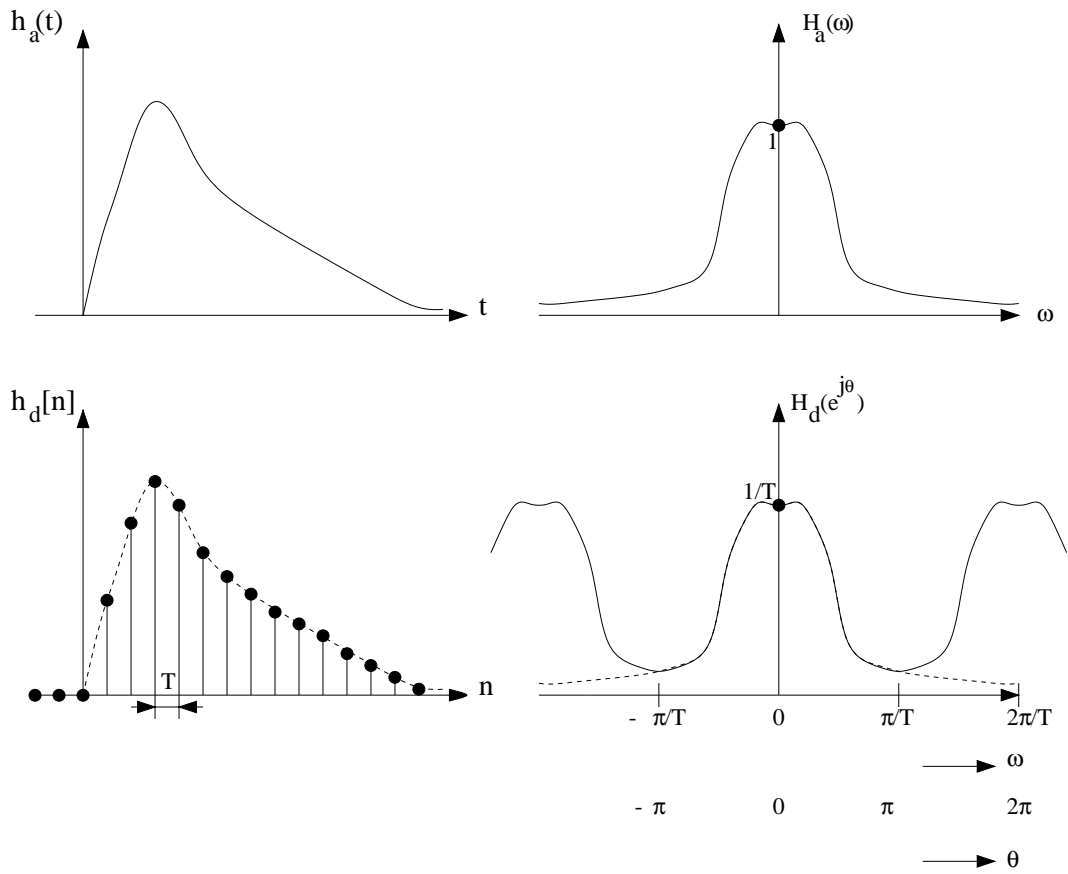 h_a(t)
H_a(ω)
1
t
ω
h_d[n]
H_d(e^{jθ})
1/T
T
n
- π/T 0 π/T 2π/T
ω
- π 0 π 2π
θ